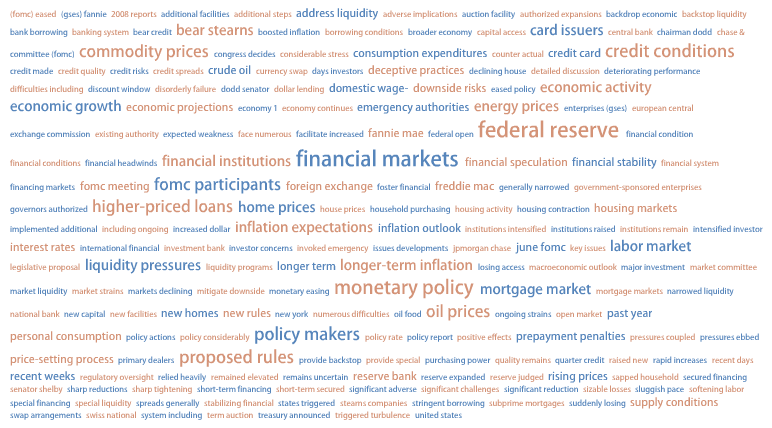 (fomc) eased (gses) fannie 2008 reports additional facilities additional steps address liquidity adverse implications auction facility authorized expansions backdrop economic backstop liquidity
bank borrowing banking system bear credit bear stearns boosted inflation borrowing conditions broader economy capital access card issuers central bank chairman dodd chase &
committee (fomc) commodity prices congress decides considerable stress consumption expenditures counter actual credit card credit conditions
credit made credit quality credit risks credit spreads crude oil currency swap days investors deceptive practices declining house detailed discussion deteriorating performance
difficulties including discount window disorderly failure dodd senator dollar lending domestic wage- downside risks eased policy economic activity
economic growth economic projections economy 1 economy continues emergency authorities energy prices enterprises (gses) european central
exchange commission existing authority expected weakness face numerous facilitate increased fannie mae federal open federal reserve financial condition
financial conditions financial headwinds financial institutions financial markets financial speculation financial stability financial system
financing markets fomc meeting fomc participants foreign exchange foster financial freddie mac generally narrowed government-sponsored enterprises
governors authorized higher-priced loans home prices house prices household purchasing housing activity housing contraction housing markets
implemented additional including ongoing increased dollar inflation expectations inflation outlook institutions intensified institutions raised institutions remain intensified investor
interest rates international financial investment bank investor concerns invoked emergency issues developments jpmorgan chase june fomc key issues labor market
legislative proposal liquidity pressures liquidity programs longer term longer-term inflation losing access macroeconomic outlook major investment market committee
market liquidity market strains markets declining mitigate downside monetary easing monetary policy mortgage market mortgage markets narrowed liquidity
national bank new capital new facilities new homes new rules new york numerous difficulties oil food oil prices ongoing strains open market past year
personal consumption policy actions policy considerably policy makers policy rate policy report positive effects prepayment penalties pressures coupled pressures ebbed
price-setting process primary dealers proposed rules provide backstop provide special purchasing power quality remains quarter credit raised new rapid increases recent days
recent weeks regulatory oversight relied heavily remained elevated remains uncertain reserve bank reserve expanded reserve judged rising prices sapped household secured financing
senator shelby sharp reductions sharp tightening short-term financing short-term secured significant adverse significant challenges significant reduction sizable losses sluggish pace softening labor
special financing special liquidity spreads generally stabilizing financial states triggered steams companies stringent borrowing subprime mortgages suddenly losing supply conditions
swap arrangements swiss national system including term auction treasury announced triggered turbulence united states